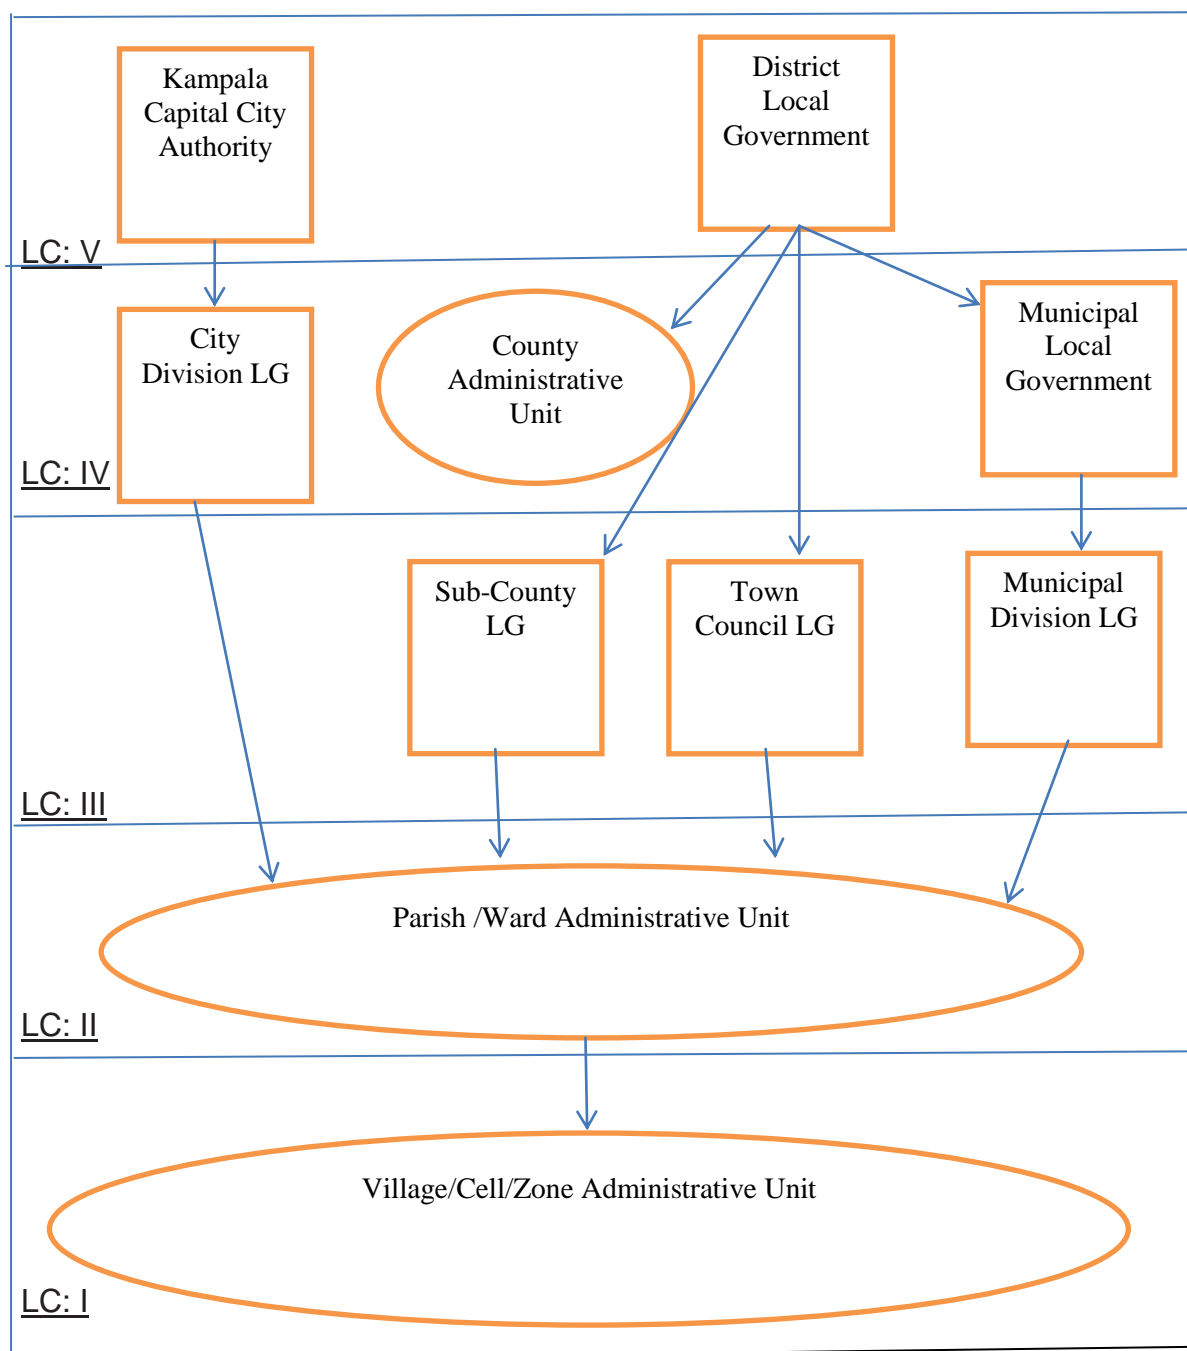 Kampala
Capital City
Authority
District
Local
Government
LC: V
City
Division LG
County
Administrative
Unit
Municipal
Local
Government
LC: IV
Sub-County
LG
Town
Council LG
Municipal
Division LG
LC: III
Parish /Ward Administrative Unit
LC: II
Village/Cell/Zone Administrative Unit
LC: I